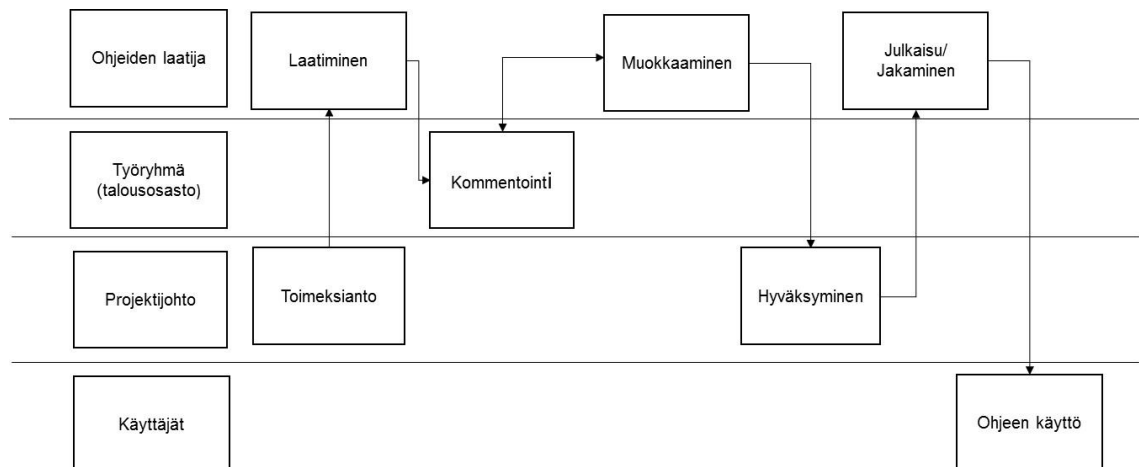 Ohjeiden laatija
Laatiminen
Muokkaaminen
Julkaisu/
Jakaminen
Työryhmä
(talousosasto)
Kommentointi
Projektijohto
Toimeksianto
Hyväksyminen
Käyttäjät
Ohjeen käyttö